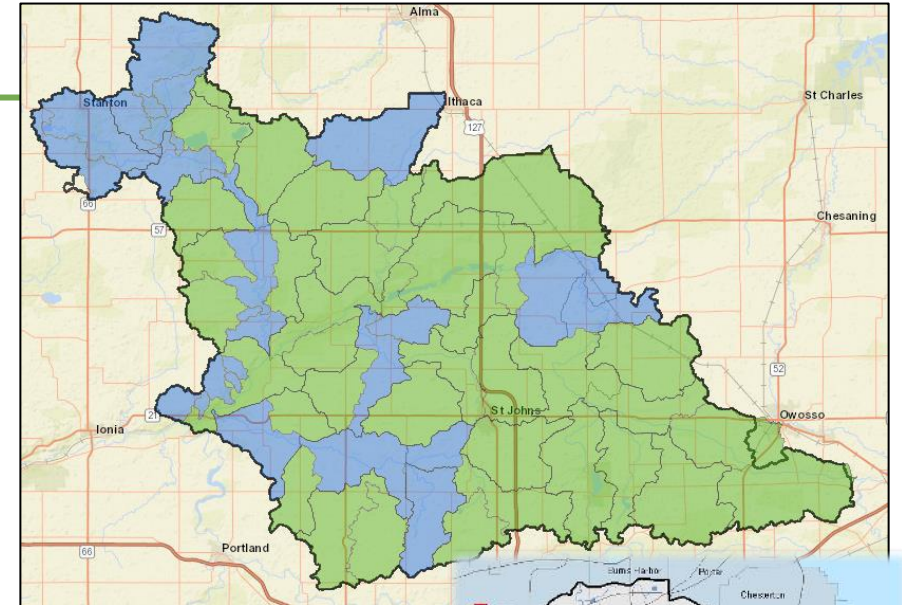 Alma
Stanton
Ithaca
127
St Charles
66
57
Chesaning
52
21
St Johns
Owosso
Ionia
66
Portland
Burns Harbor
Porter
Chesterton